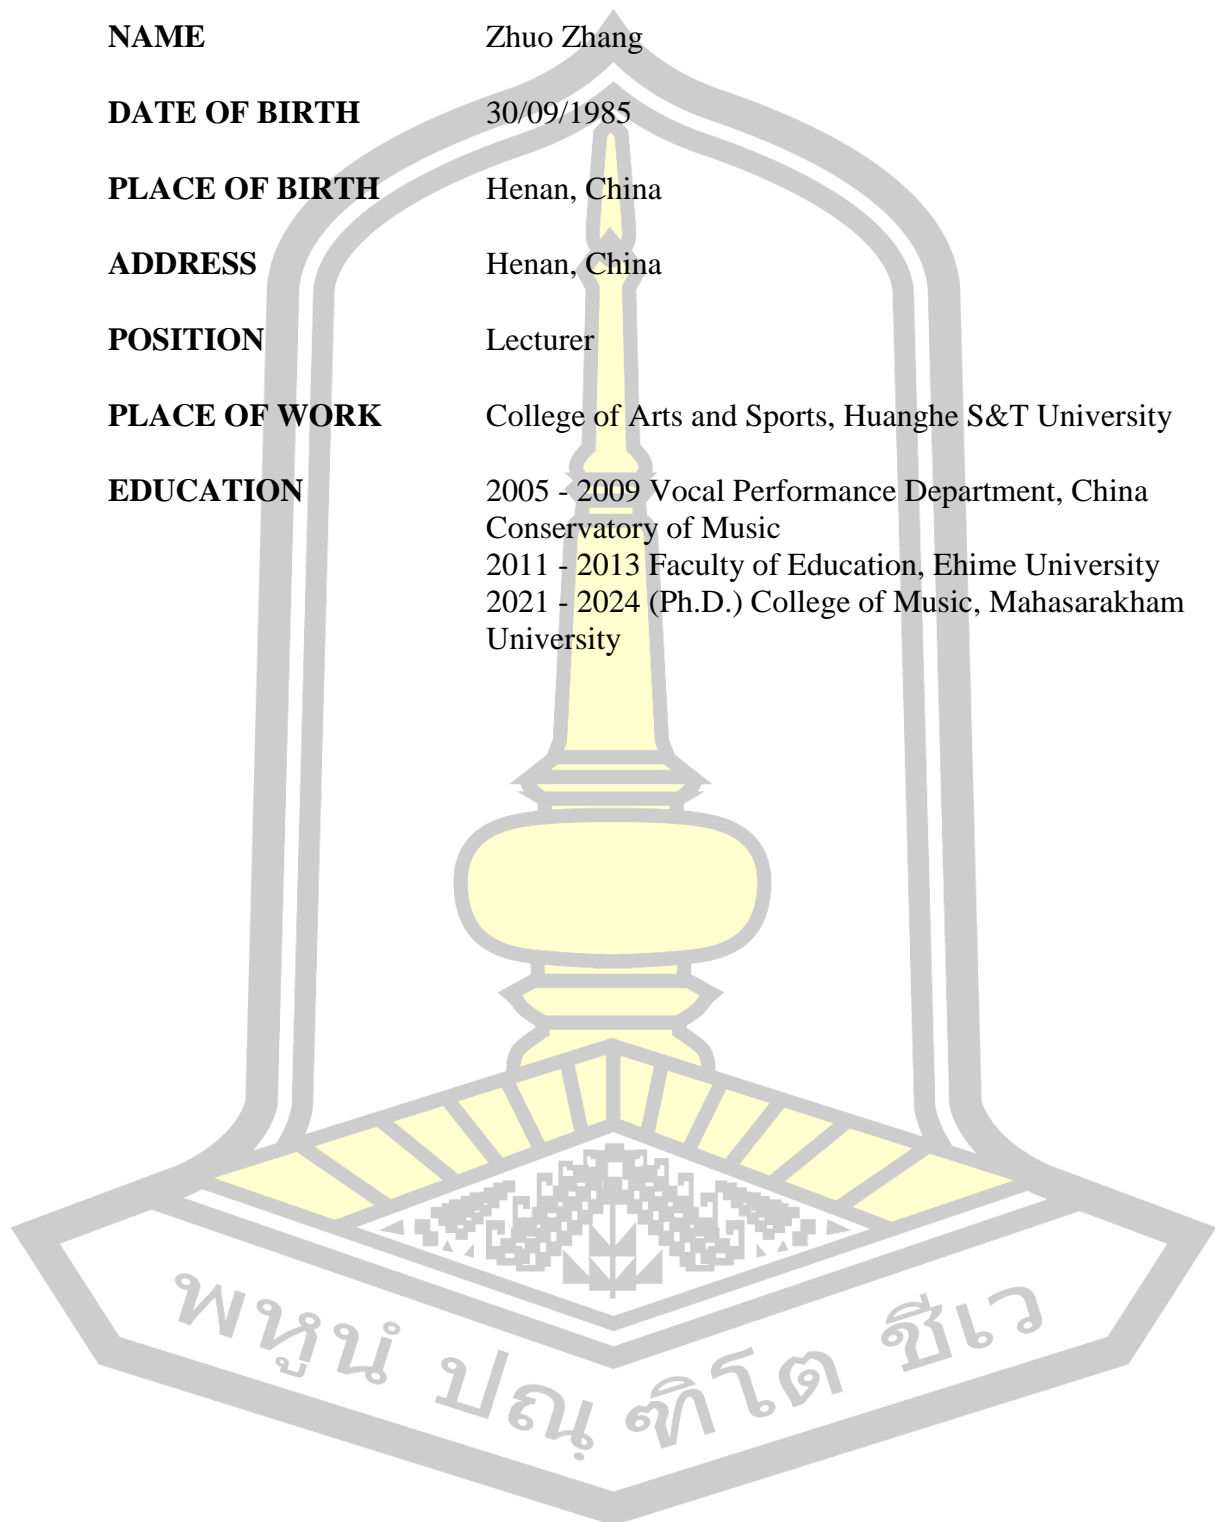 NAME Zhuo Zhang
DATE OF BIRTH 30/09/1985
PLACE OF BIRTH Henan, China
ADDRESS Henan, China
POSITION Lecturer
PLACE OF WORK College of Arts and Sports, Huanghe S&T University
EDUCATION 2005 - 2009 Vocal Performance Department, China
Conservatory of Music
2011 - 2013 Faculty of Education, Ehime University
2021 - 2024 (Ph.D.) College of Music, Mahasarakham
University
พหูนํ ปณฺฑิโต ชีเว